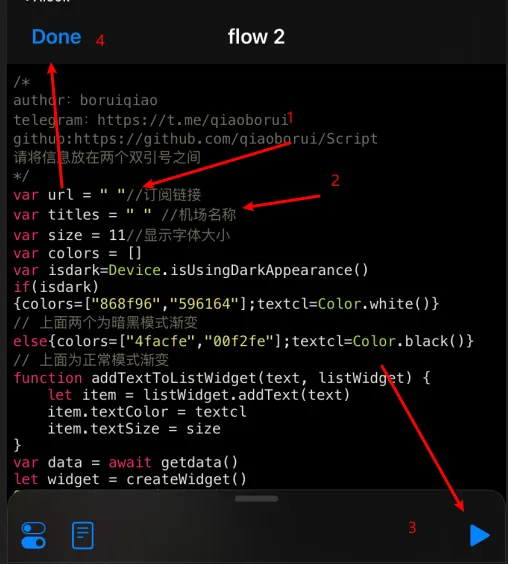 Done 4 flow 2
/*
author: boruiqiao
telegram: https://t.me/qiaoborui
1
github:https://github.com/qiaoborui/Script
请将信息放在两个双引号之间
*/
2
var url = " "//订阅链接
var titles = " " //机场名称
var size = 11//显示字体大小
var colors = []
var isdark=Device.isUsingDarkAppearance()
if(isdark)
{colors=["868f96","596164"];textcl=Color.white()}
// 上面两个为暗黑模式渐变
else{colors=["4facfe","00f2fe"];textcl=Color.black()}
// 上面为正常模式渐变
function addTextToListWidget(text, listWidget) {
let item = listWidget.addText(text)
item.textColor = textcl
item.textSize = size
}
var data = await getdata()
let widget = createWidget()
3